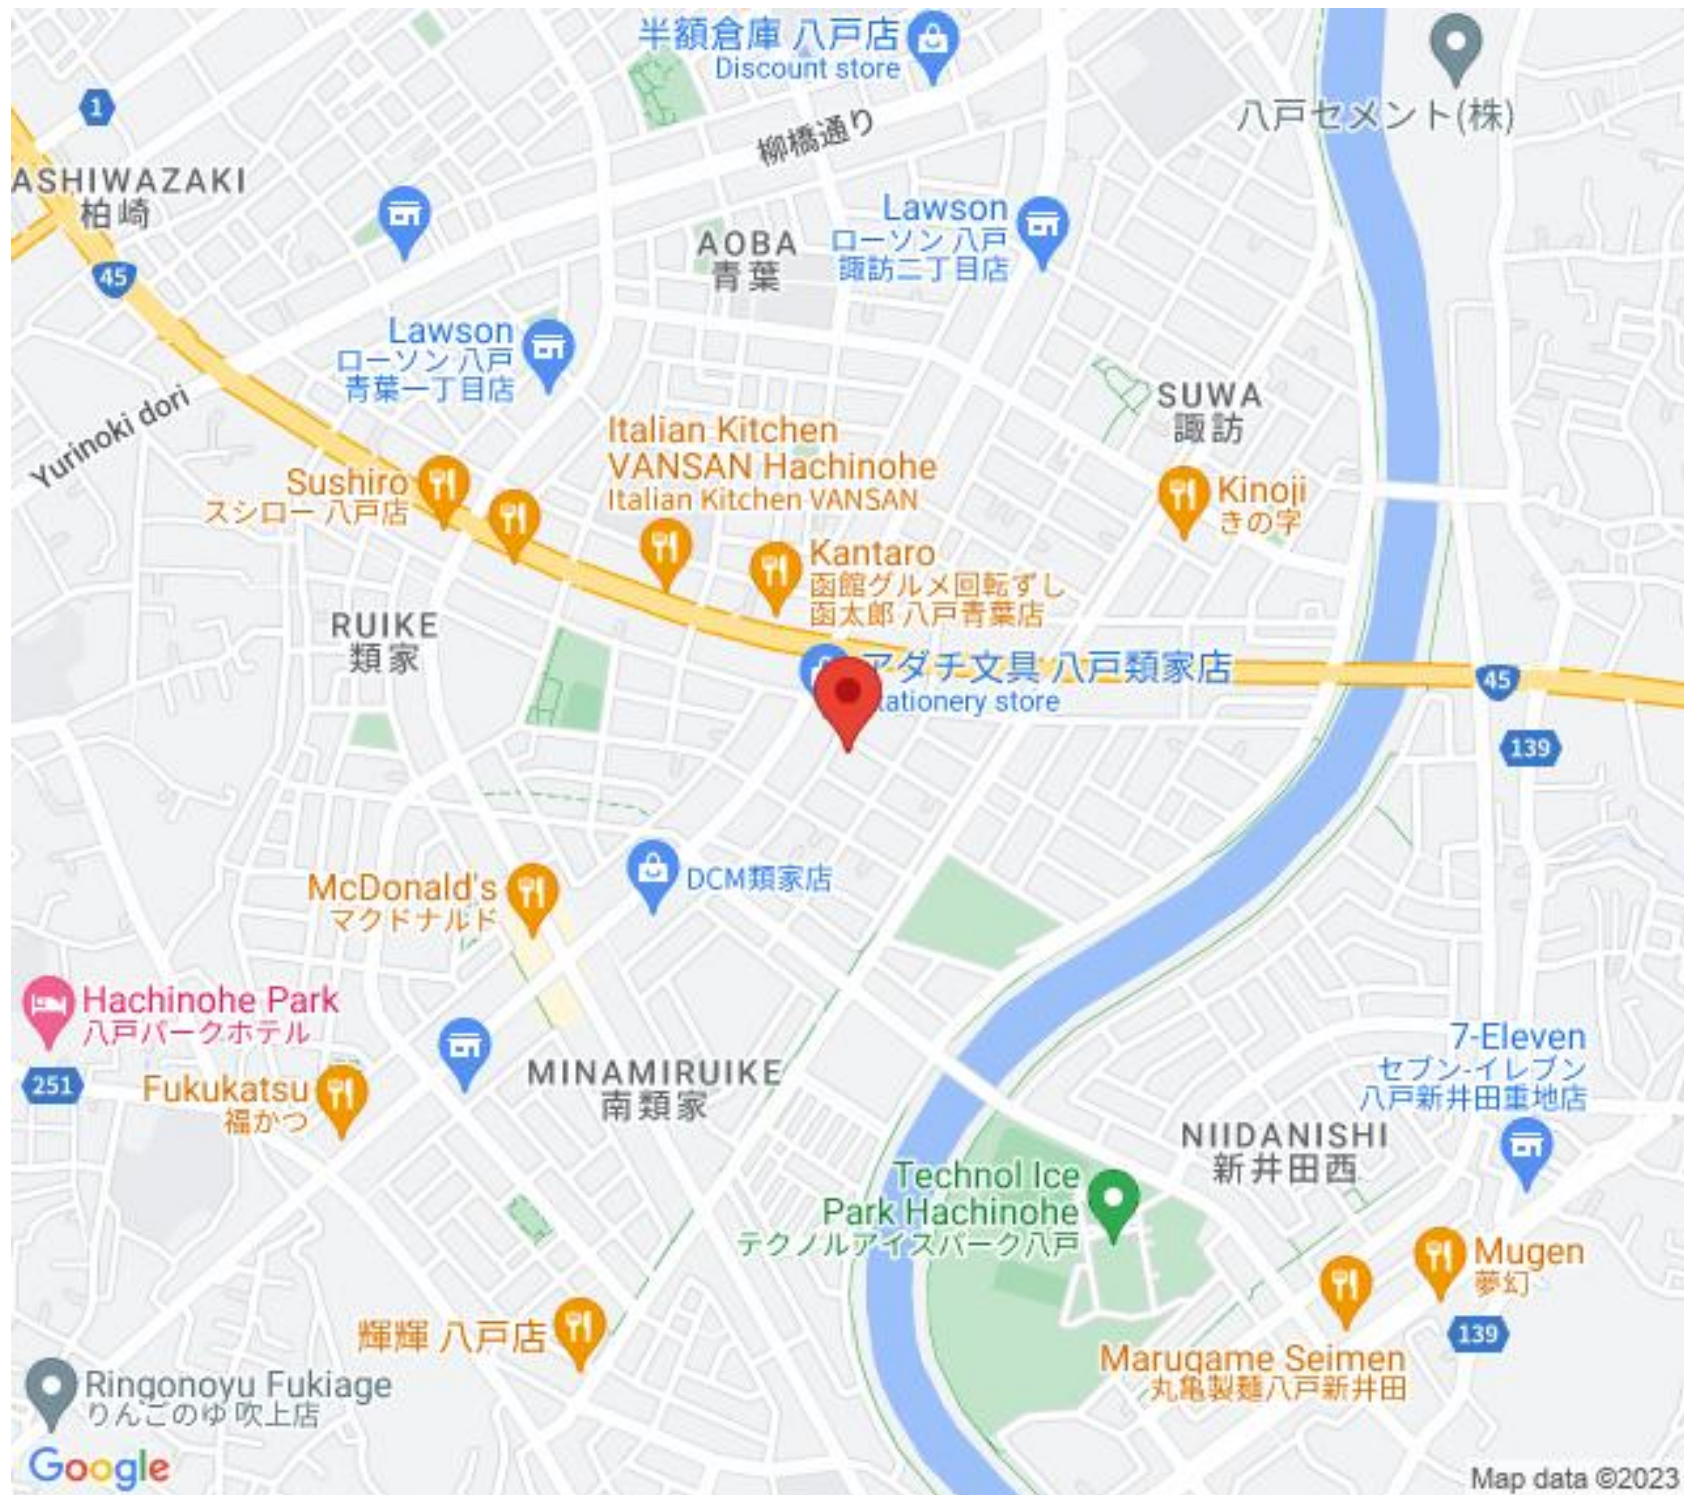 半額倉庫 八戸店
Discount store
八戸セメント(株)
1
柳橋通り
ASHIWAZAKI
柏崎
Lawson
ローソン 八戸
諏訪二丁目店
AOBA
青葉
45
Lawson
ローソン 八戸
青葉一丁目店
Yurinoki dori
SUWA
諏訪
Italian Kitchen
VANSAN Hachinohe
Italian Kitchen VANSAN
Sushiro
スシロー 八戸店
Kinoji
きの字
Kantaro
函館グルメ回転ずし
函太郎 八戸青葉店
RUIKE
類家
アダチ文具 八戸類家店
tationery store
45
139
McDonald's
マクドナルド
DCM類家店
Hachinohe Park
八戸パークホテル
251
Fukukatsu
福かつ
MINAMIRUIKE
南類家
7-Eleven
セブン-イレブン
八戸新井田重地店
NIIDANISHI
新井田西
Technol Ice
Park Hachinohe
テクノルアイスパーク八戸
Mugen
夢幻
139
輝輝 八戸店
Marugame Seimen
丸亀製麺八戸新井田
Ringonoyu Fukiage
りんごのゆ 吹上店
Google
Map data ©2023